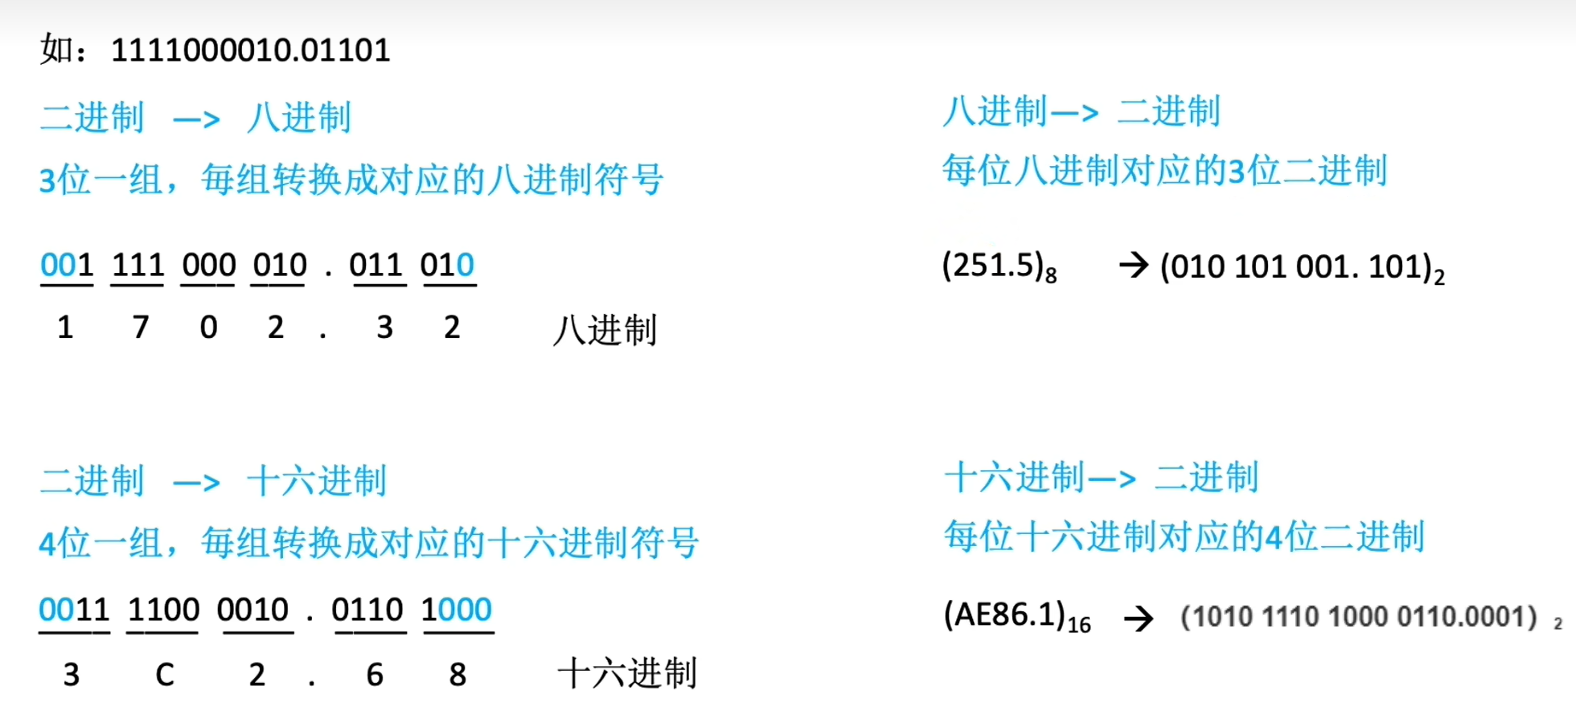 如：1111000010.01101
二进制 —> 八进制
3位一组，每组转换成对应的八进制符号
001 111 000 010 . 011 010
1 7 0 2 . 3 2 八进制
二进制 —> 十六进制
4位一组，每组转换成对应的十六进制符号
0011 1100 0010 . 0110 1000
3 C 2 . 6 8 十六进制
八进制—> 二进制
每位八进制对应的3位二进制
(251.5)₈ → (010 101 001. 101)₂
十六进制—> 二进制
每位十六进制对应的4位二进制
(AE86.1)₁₆ → (1010 1110 1000 0110.0001) ₂